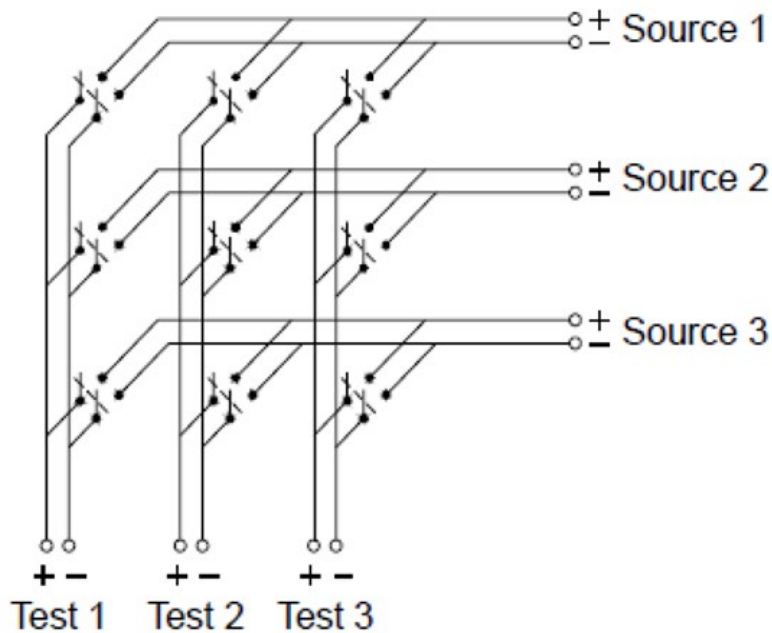 +
− Source 1
+
− Source 2
+
− Source 3
+ − + − + −
Test 1 Test 2 Test 3